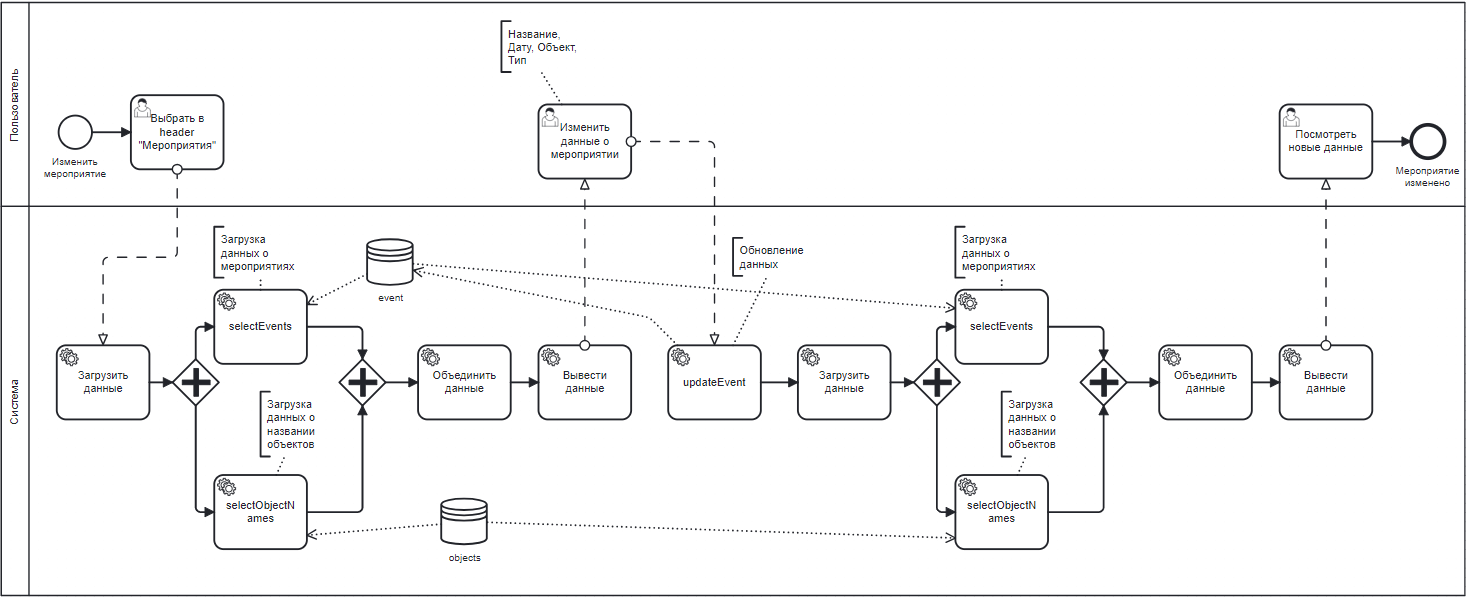 Пользователь
Изменить
мероприятие
Выбрать в
header
"Мероприятия"
Название,
Дату, Объект,
Тип
Изменить
данные о
мероприятии
Посмотреть
новые данные
Мероприятие
изменено
Система
Загрузить
данные
Загрузка
данных о
мероприятиях
selectEvents
event
Загрузка
данных о
названии
объектов
selectObjectN
ames
objects
Объединить
данные
Вывести
данные
Обновление
данных
updateEvent
Загрузить
данные
Загрузка
данных о
мероприятиях
selectEvents
Загрузка
данных о
названии
объектов
selectObjectN
ames
Объединить
данные
Вывести
данные